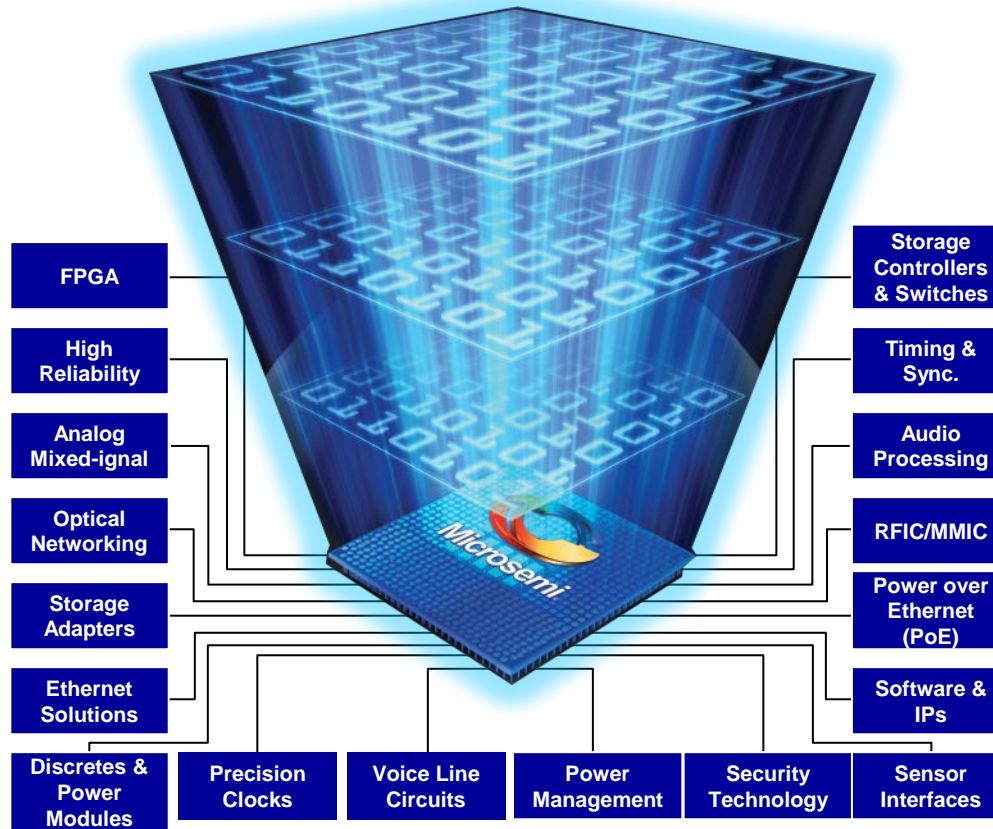 FPGA
High
Reliability
Analog
Mixed-ignal
Optical
Networking
Storage
Adapters
Ethernet
Solutions
Discretes &
Power
Modules
Precision
Clocks
Voice Line
Circuits
Power
Management
Security
Technology
Sensor
Interfaces
Storage
Controllers
& Switches
Timing &
Sync.
Audio
Processing
RFIC/MMIC
Power over
Ethernet
(PoE)
Software &
IPs
Microsemi